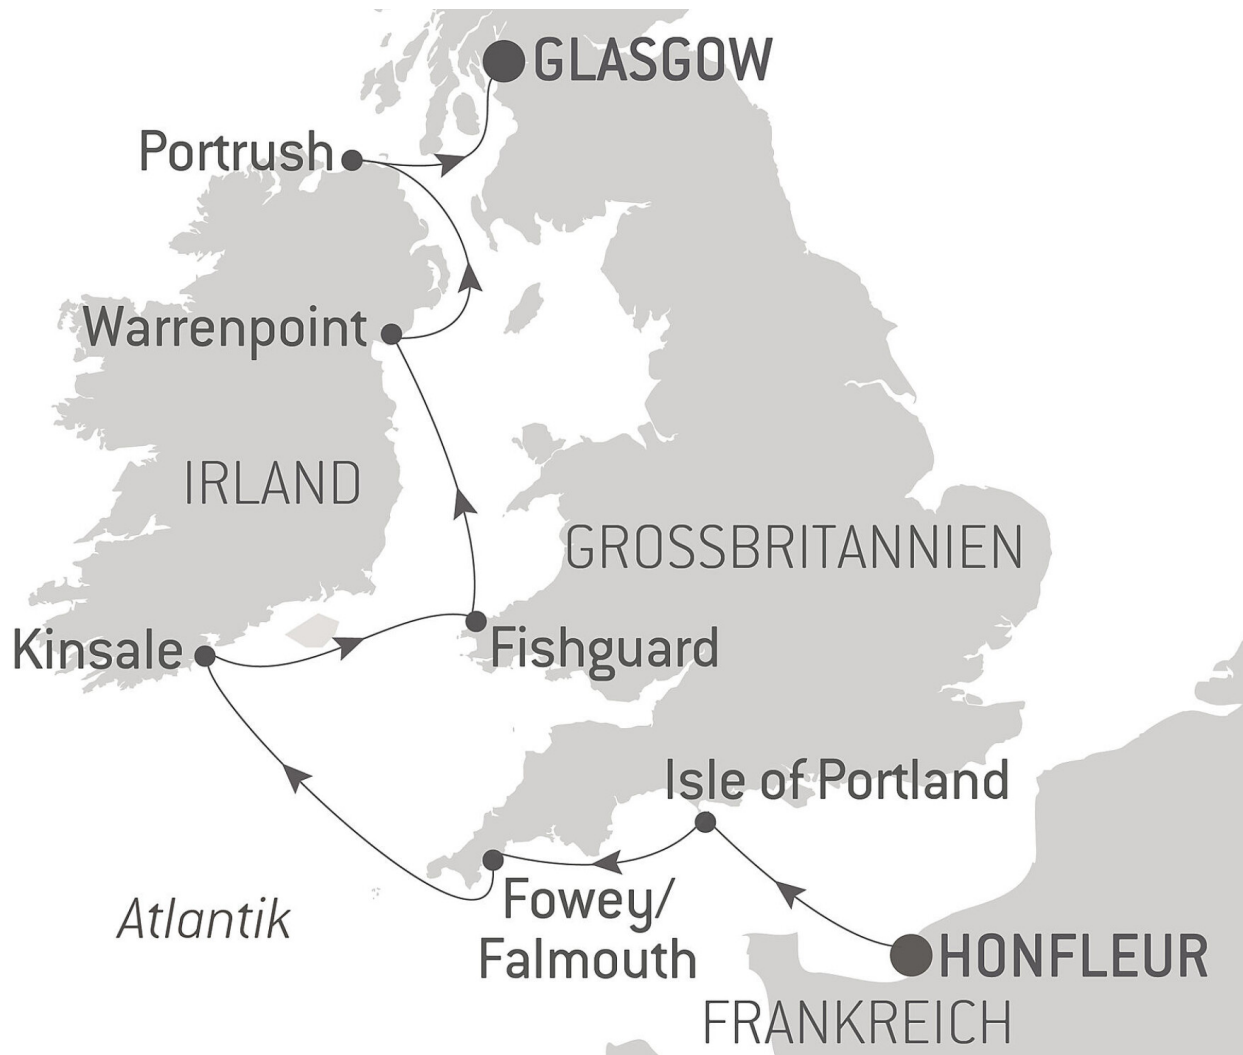 GLASGOW
Portrush
Warrenpoint
IRLAND
GROSSBRITANNIEN
Kinsale
Fishguard
Isle of Portland
Fowey/
Falmouth
Atlantik
HONFLEUR
FRANKREICH